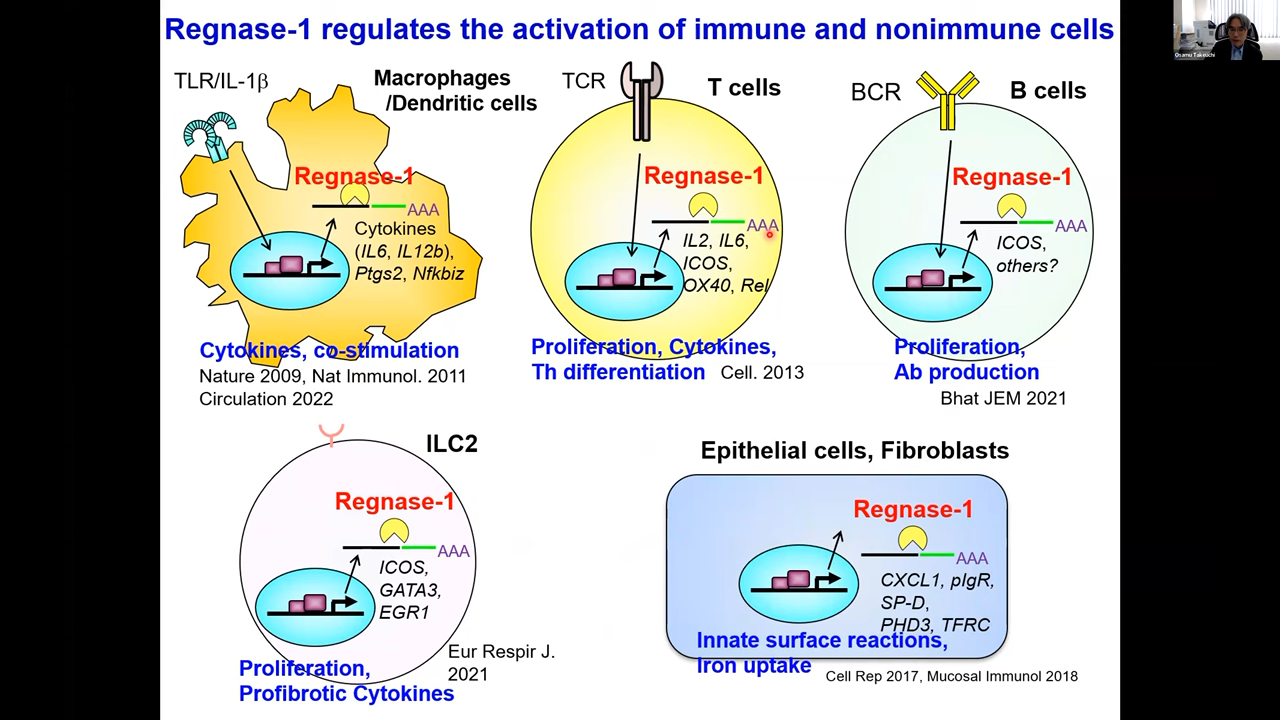 Regnase-1 regulates the activation of immune and nonimmune cells
Osamu Takeuchi
TLR/IL-1β
Macrophages
/Dendritic cells
Regnase-1
AAA
Cytokines
(IL6, IL12b),
Ptgs2, Nfkbiz
Cytokines, co-stimulation
Nature 2009, Nat Immunol. 2011
Circulation 2022
TCR
T cells
Regnase-1
AAA
IL2, IL6,
ICOS,
OX40, Rel
Proliferation, Cytokines,
Th differentiation
Cell. 2013
BCR
B cells
Regnase-1
AAA
ICOS,
others?
Proliferation,
Ab production
Bhat JEM 2021
ILC2
Regnase-1
AAA
ICOS,
GATA3,
EGR1
Proliferation,
Profibrotic Cytokines
Eur Respir J.
2021
Epithelial cells, Fibroblasts
Regnase-1
AAA
CXCL1, pIgR,
SP-D,
PHD3, TFRC
Innate surface reactions,
Iron uptake
Cell Rep 2017, Mucosal Immunol 2018